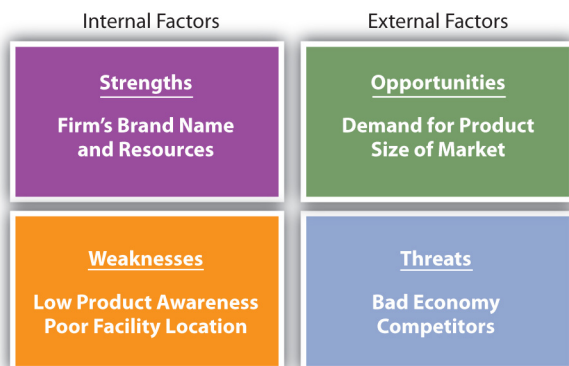 Internal Factors
External Factors
Strengths
Firm's Brand Name
and Resources
Opportunities
Demand for Product
Size of Market
Weaknesses
Low Product Awareness
Poor Facility Location
Threats
Bad Economy
Competitors